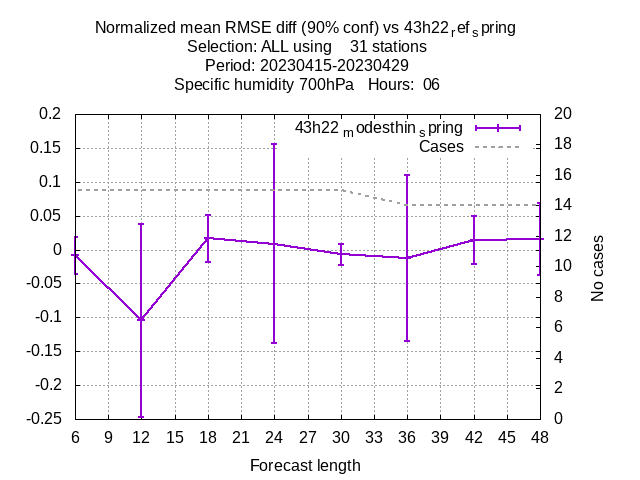 Normalized mean RMSE diff (90% conf) vs 43h22refspring
Selection: ALL using 31 stations
Period: 20230415-20230429
Specific humidity 700hPa Hours: 06
43h22modesthinspring
Cases
0.2
0.15
0.1
0.05
0
-0.05
-0.1
-0.15
-0.2
-0.25
20
18
16
14
12
10
8
6
4
2
0
No cases
6 9 12 15 18 21 24 27 30 33 36 39 42 45 48
Forecast length